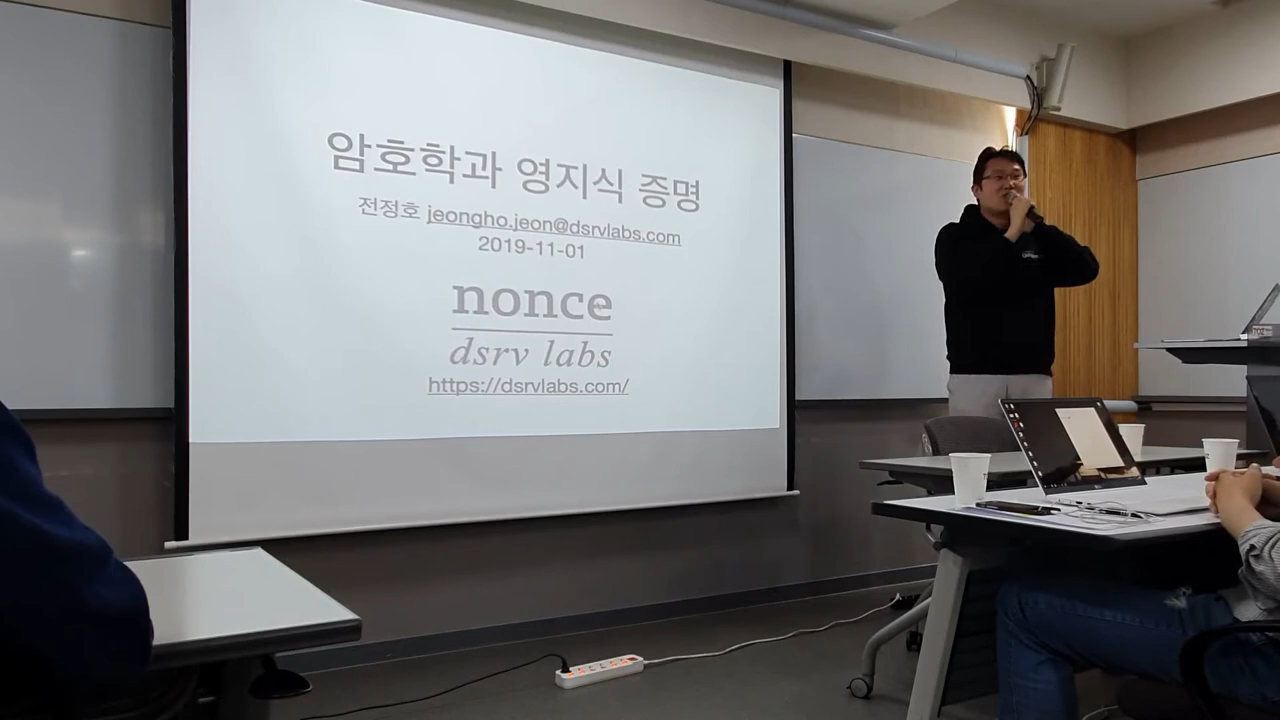 암호학과 영지식 증명
전정호 jeongho.jeon@dsrvlabs.com
2019-11-01
nonce
dsrv labs
https://dsrvlabs.com/